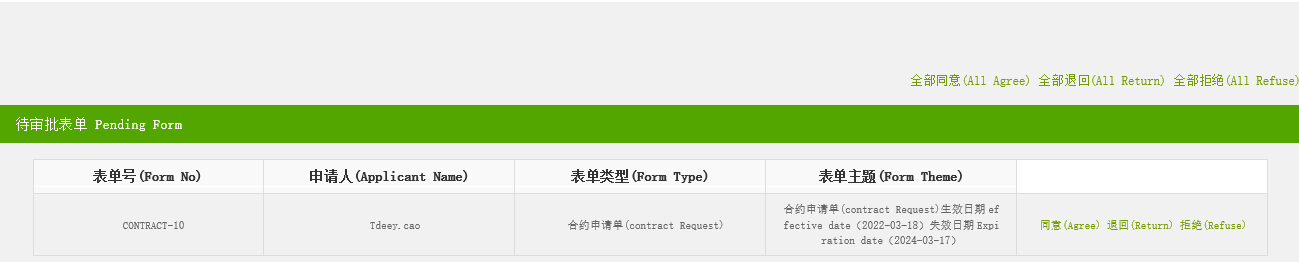 全部同意(All Agree) 全部退回(All Return) 全部拒绝(All Refuse)
待审批表单 Pending Form
表单号(Form No) 申请人(Applicant Name) 表单类型(Form Type) 表单主题(Form Theme)
CONTRACT-10 Tdeey.cao 合约申请单(contract Request) 合约申请单(contract Request)生效日期 ef
ffective date（2022-03-18）失效日期 Expi
ration date（2024-03-17） 同意(Agree) 退回(Return) 拒绝(Refuse)